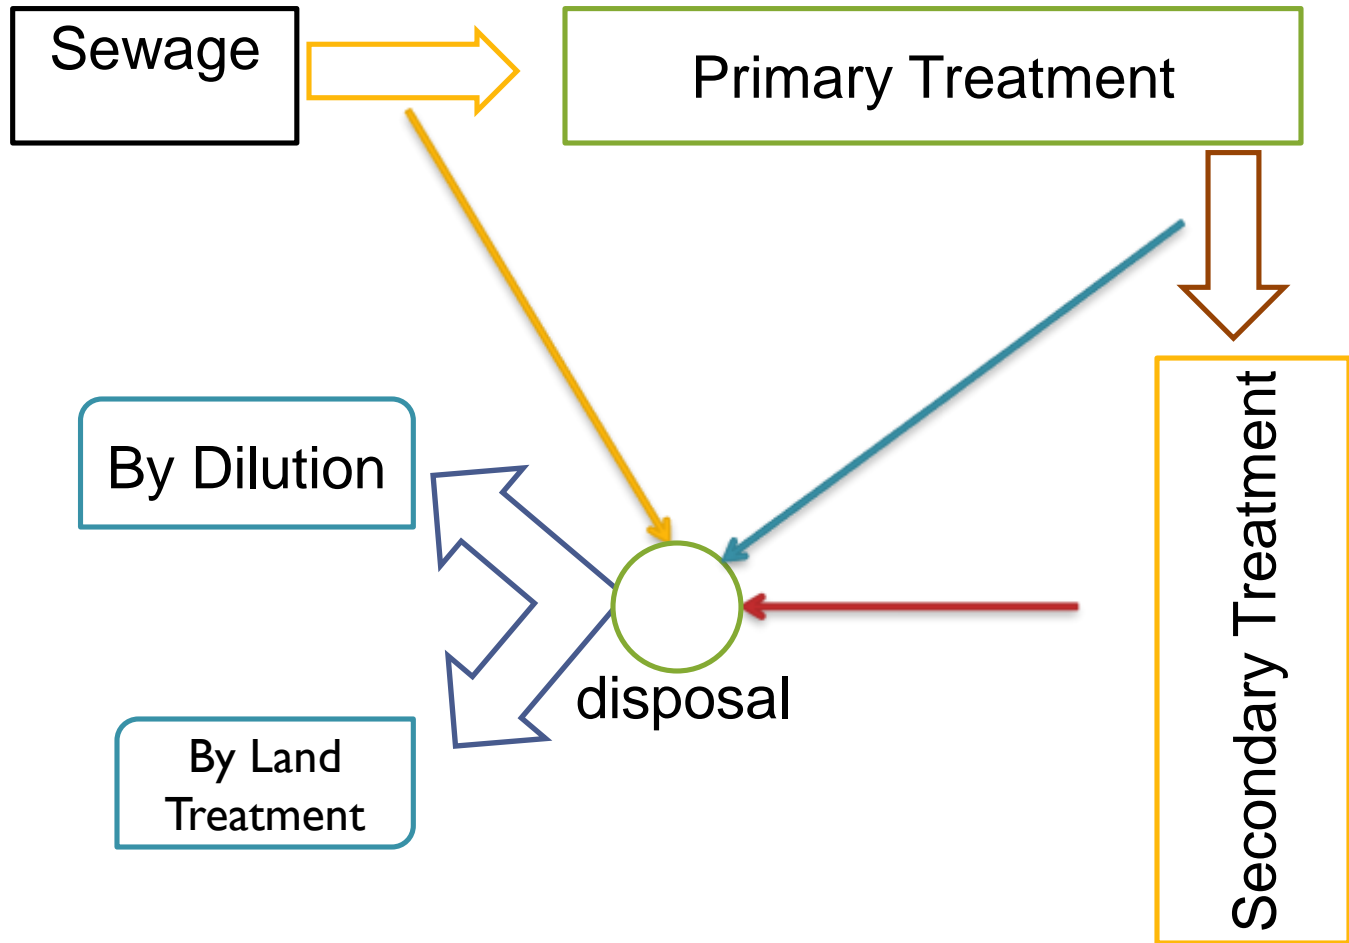 Sewage
Primary Treatment
By Dilution
disposal
By Land
Treatment
Secondary Treatment